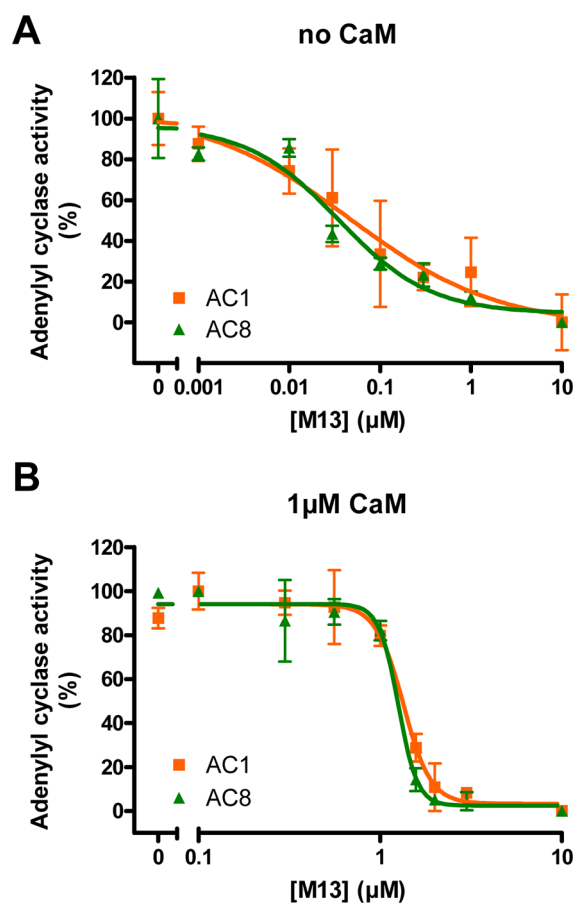 A
no CaM
Adenylyl cyclase activity
(%)
120
100
80
60
40
20
0
AC1
AC8
0 0.001 0.01 0.1 1 10
[M13] (µM)
B
1µM CaM
Adenylyl cyclase activity
(%)
120
100
80
60
40
20
0
AC1
AC8
0 0.1 1 10
[M13] (µM)